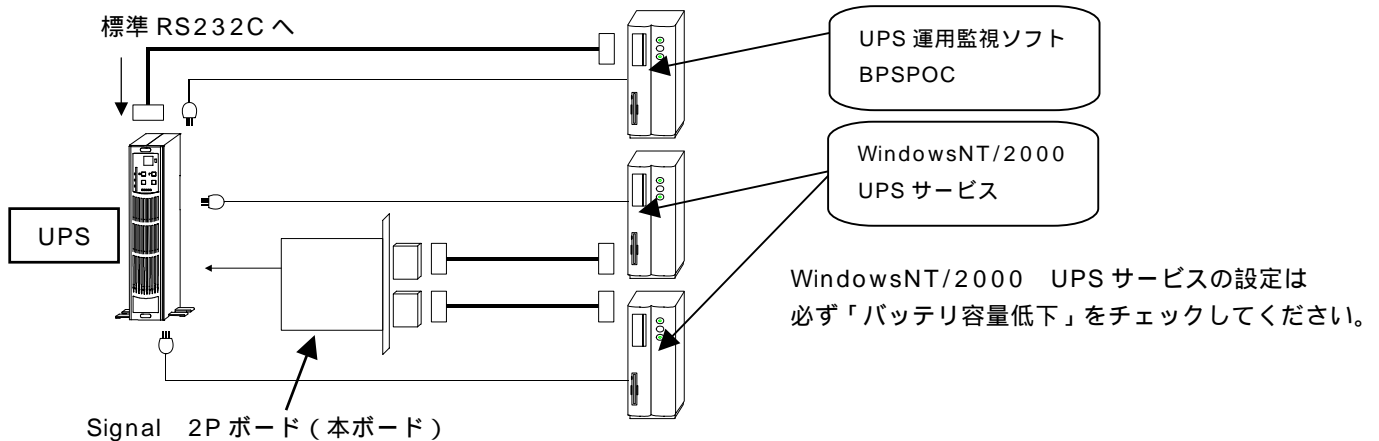 標準 RS232C へ
UPS 運用監視ソフト
BPSPOC
WindowsNT/2000
UPS サービス
UPS
WindowsNT/2000 UPS サービスの設定は
必ず「バッテリ容量低下」をチェックしてください。
Signal 2P ボード（本ボード）